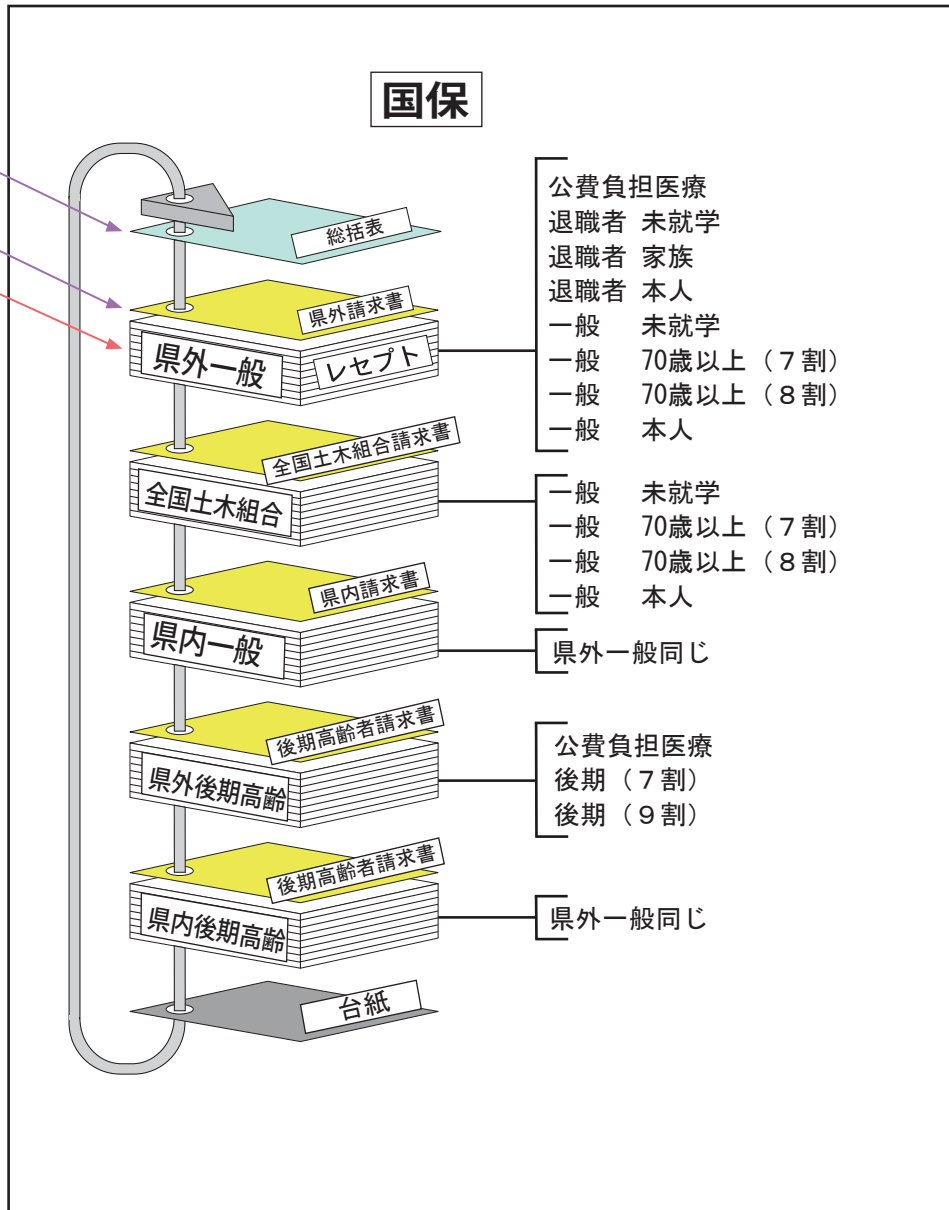 国保
総括表
県外請求書
県外一般
レセプト
公費負担医療
退職者 未就学
退職者 家族
退職者 本人
一般 未就学
一般 70歳以上（７割）
一般 70歳以上（８割）
一般 本人
全国土木組合請求書
全国土木組合
一般 未就学
一般 70歳以上（７割）
一般 70歳以上（８割）
一般 本人
県内請求書
県内一般
県外一般同じ
後期高齢者請求書
県外後期高齢
公費負担医療
後期（７割）
後期（９割）
後期高齢者請求書
県内後期高齢
県外一般同じ
台紙